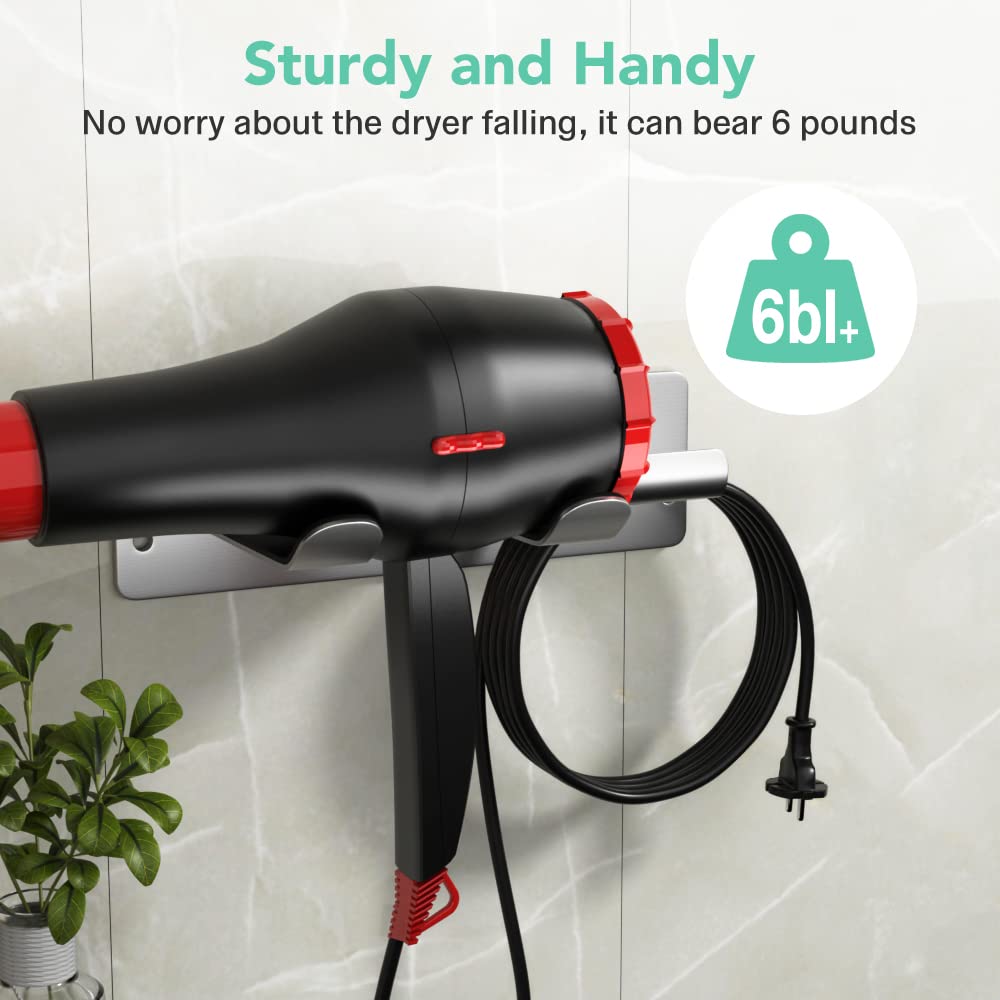 Sturdy and Handy
No worry about the dryer falling, it can bear 6 pounds
6bl+